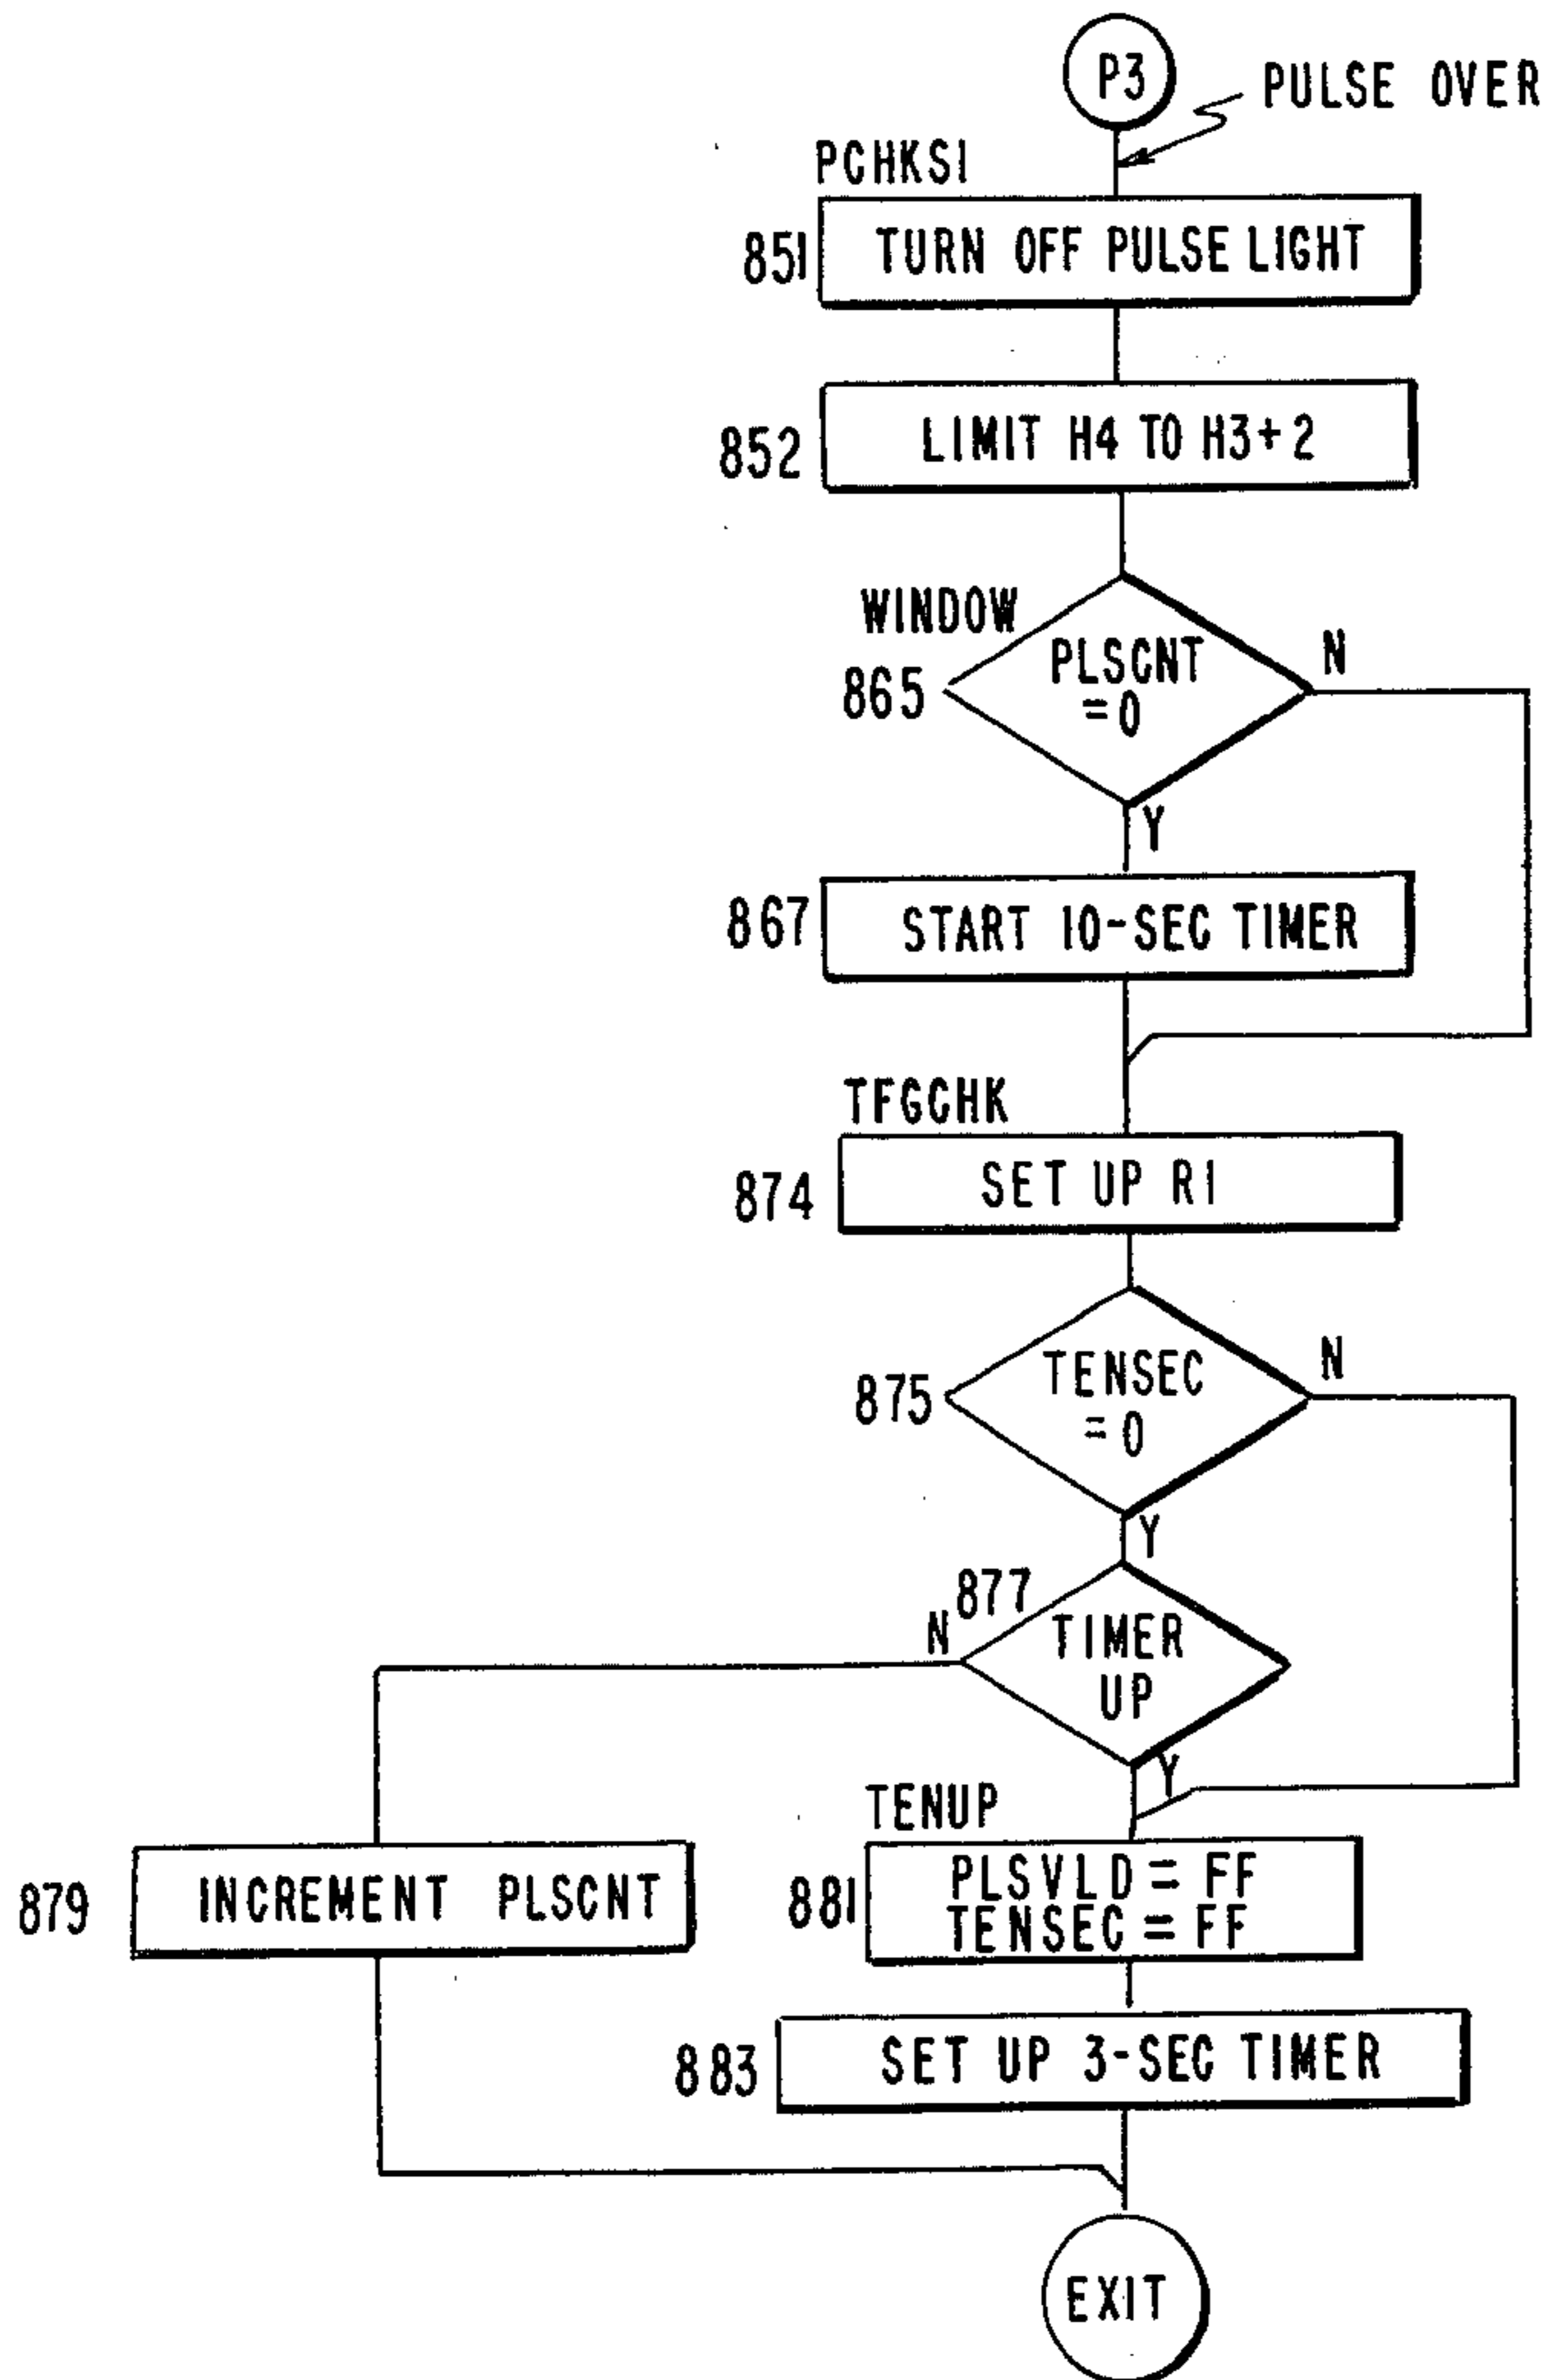 P3
PULSE OVER
PCHKS1
851
TURN OFF PULSE LIGHT
852
LIMIT H4 TO H3+2
WINDOW
865
PLSCNT
=0
N
Y
867
START 10-SEC TIMER
TFGCHK
874
SET UP R1
875
TENSEC
=0
N
Y
877
N
TIMER
UP
Y
TENUP
879
INCREMENT PLSCNT
881
PLSVLD = FF
TENSEC = FF
883
SET UP 3-SEC TIMER
EXIT